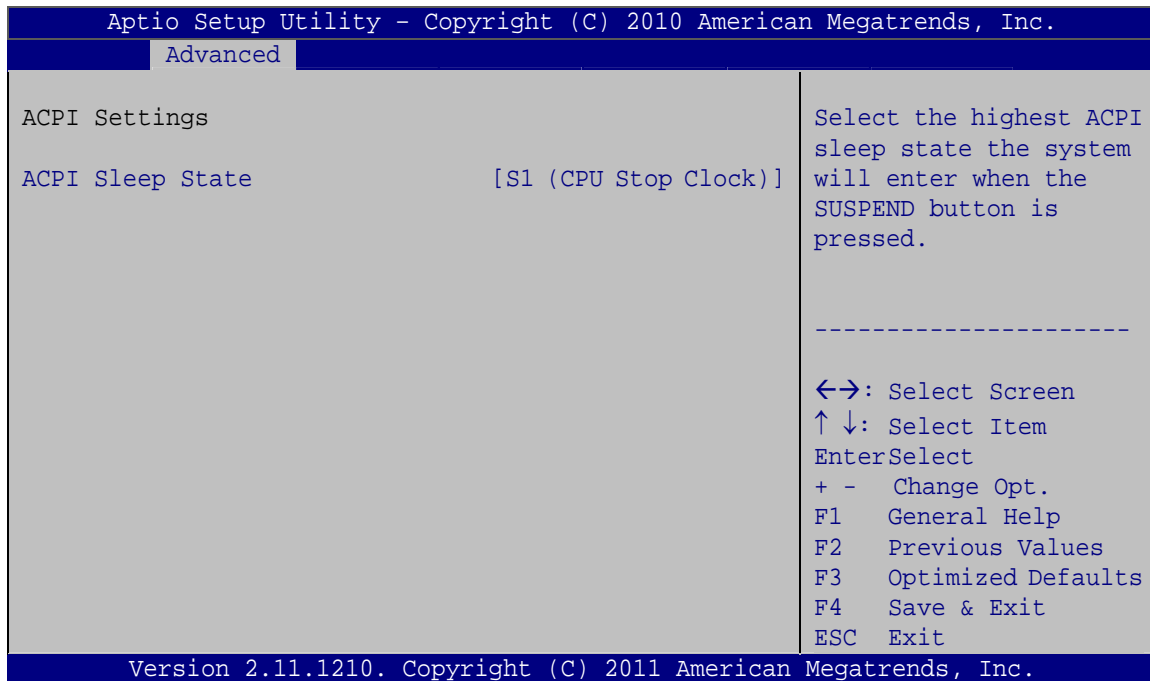 Aptio Setup Utility – Copyright (C) 2010 American Megatrends, Inc.
Advanced
ACPI Settings
ACPI Sleep State [S1 (CPU Stop Clock)]
Select the highest ACPI
sleep state the system
will enter when the
SUSPEND button is
pressed.
----------------------
←→: Select Screen
↑ ↓: Select Item
EnterSelect
+ - Change Opt.
F1 General Help
F2 Previous Values
F3 Optimized Defaults
F4 Save & Exit
ESC Exit
Version 2.11.1210. Copyright (C) 2011 American Megatrends, Inc.